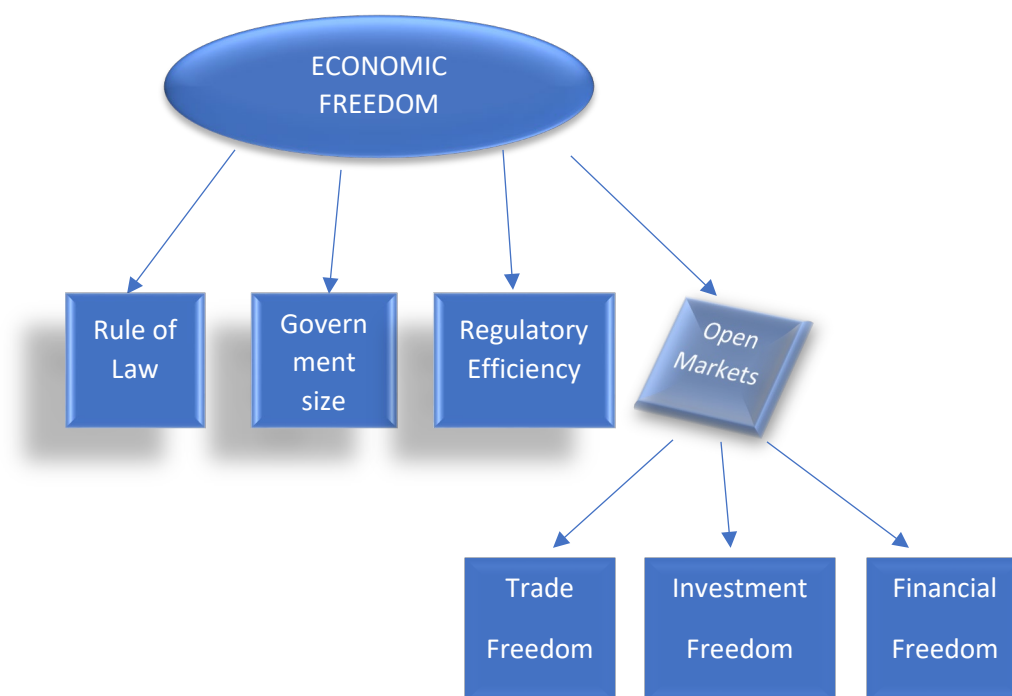 ECONOMIC
FREEDOM
Rule of
Law
Govern
ment
size
Regulatory
Efficiency
Open
Markets
Trade
Freedom
Investment
Freedom
Financial
Freedom